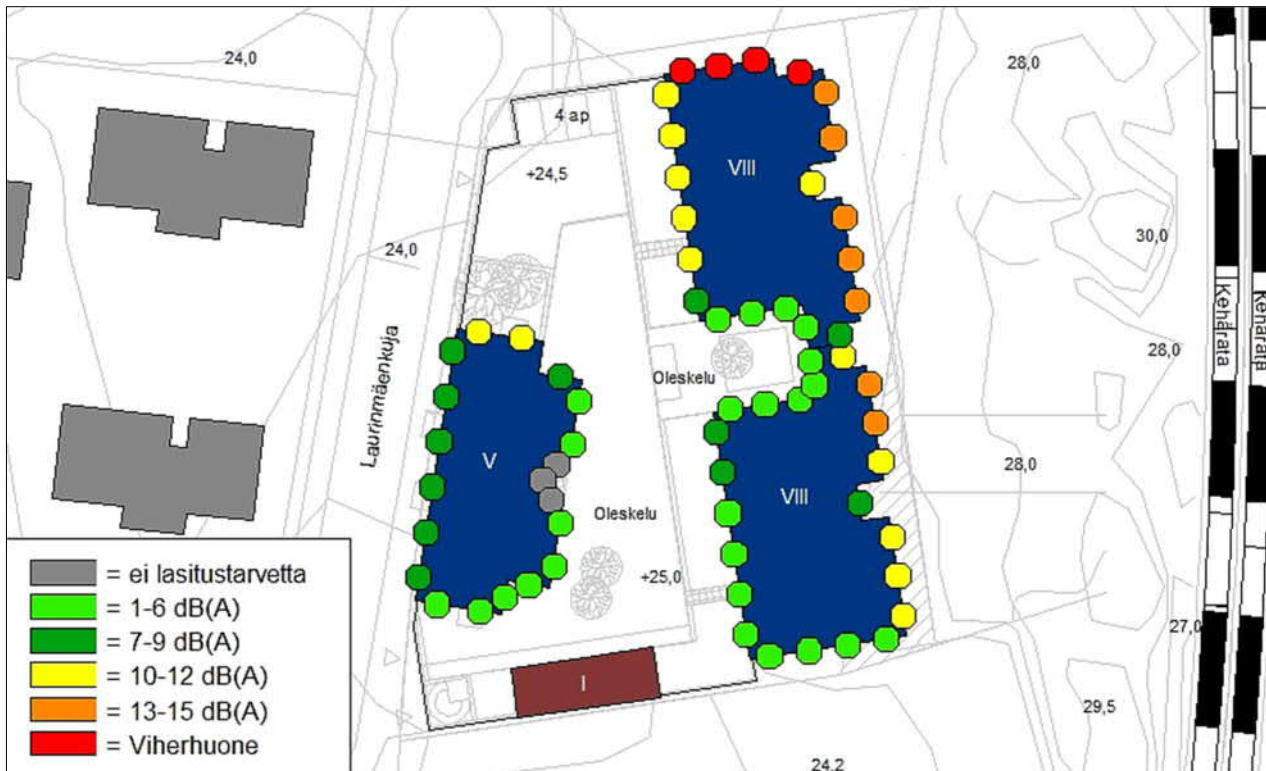 24,0
28,0
4 ap
+24,5
VIII
24,0
30,0
Kehärata
Kehärata
Laurinmäenkuja
28,0
Oleskelu
V
28,0
VIII
Oleskelu
+25,0
27,0
I
29,5
24,2
= ei lasitustarvetta
= 1-6 dB(A)
= 7-9 dB(A)
= 10-12 dB(A)
= 13-15 dB(A)
= Viherhuone